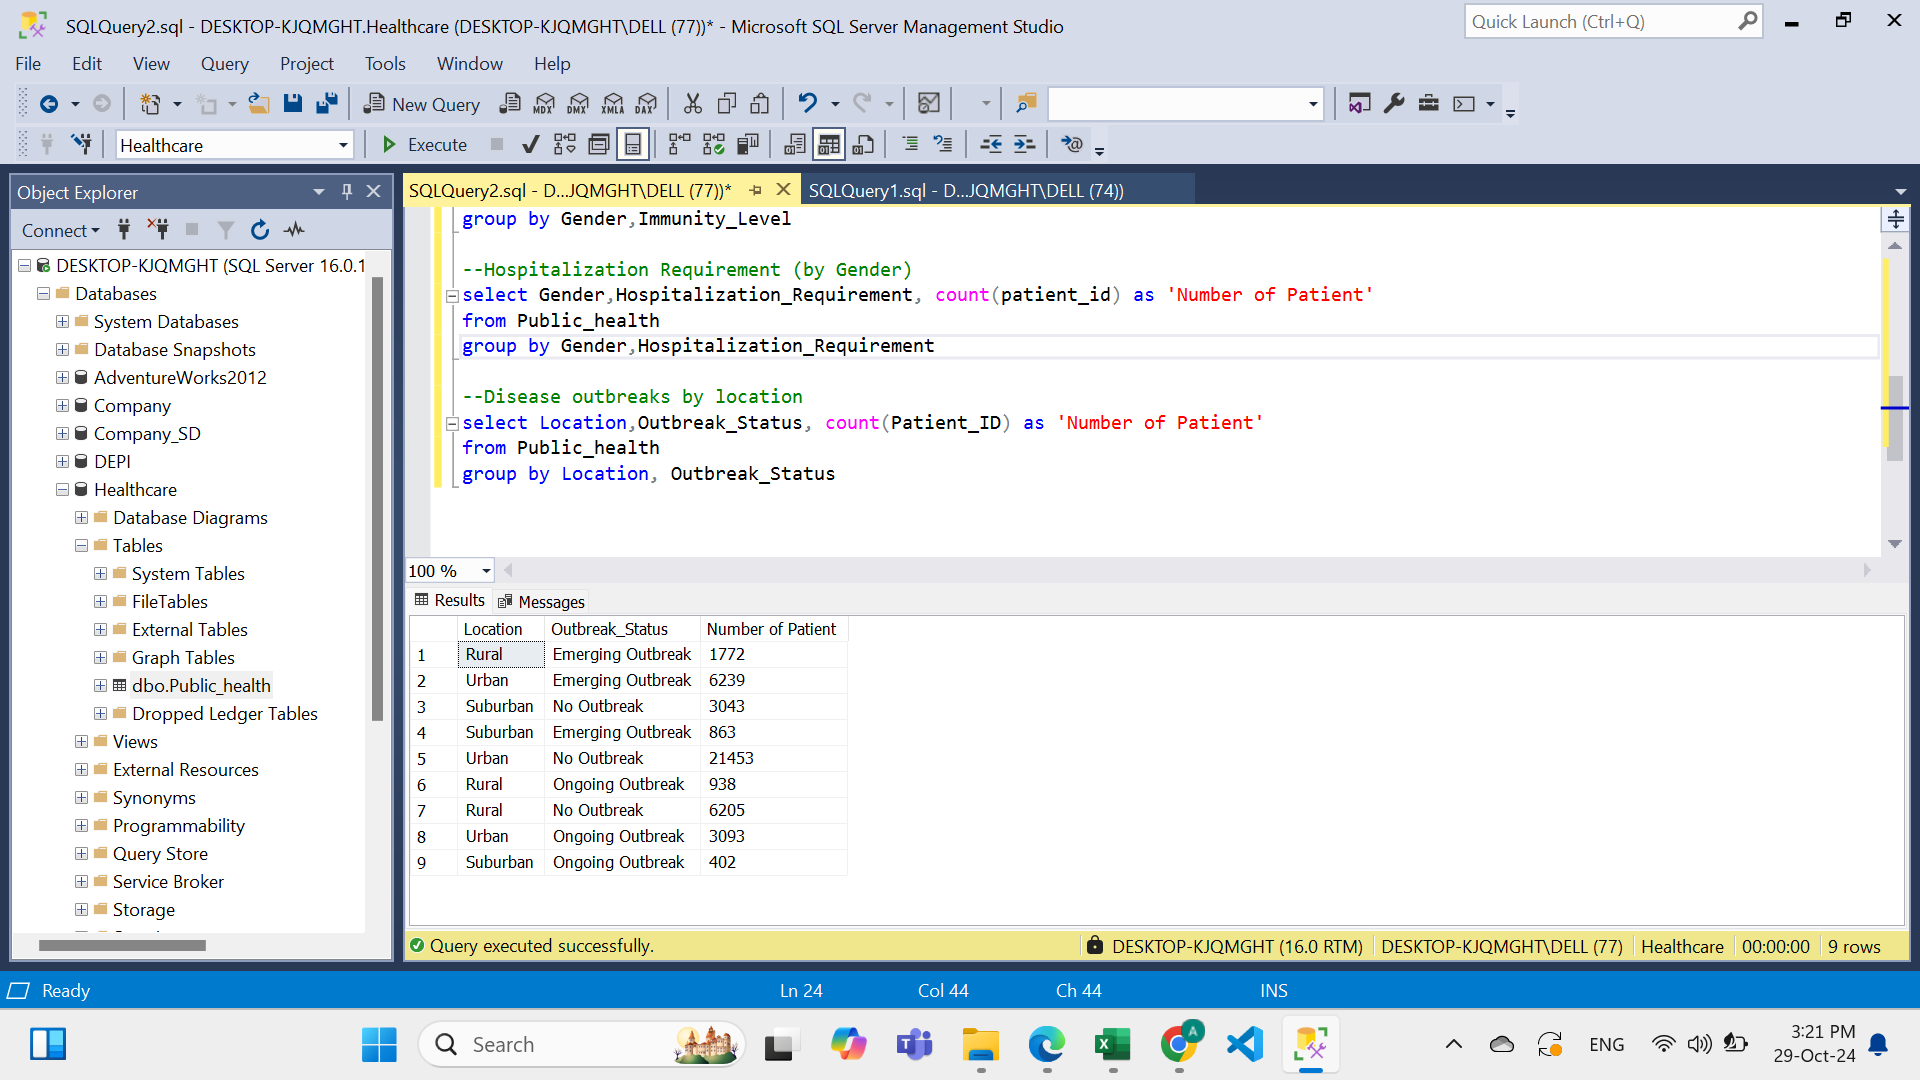 SQLQuery2.sql - DESKTOP-KJQMGHT.Healthcare (DESKTOP-KJQMGHT\DELL (77))* - Microsoft SQL Server Management Studio
Quick Launch (Ctrl+Q)
File Edit View Query Project Tools Window Help
New Query MDX DMX XMLA DAX
Healthcare Execute
Object Explorer
Connect
DESKTOP-KJQMGHT (SQL Server 16.0.1
Databases
System Databases
Database Snapshots
AdventureWorks2012
Company
Company_SD
DEPI
Healthcare
Database Diagrams
Tables
System Tables
FileTables
External Tables
Graph Tables
dbo.Public_health
Dropped Ledger Tables
Views
External Resources
Synonyms
Programmability
Query Store
Service Broker
Storage
SQLQuery2.sql - D...JQMGHT\DELL (77))* SQLQuery1.sql - D...JQMGHT\DELL (74))
group by Gender,Immunity_Level
--Hospitalization Requirement (by Gender)
select Gender,Hospitalization_Requirement, count(patient_id) as 'Number of Patient'
from Public_health
group by Gender,Hospitalization_Requirement
--Disease outbreaks by location
select Location,Outbreak_Status, count(Patient_ID) as 'Number of Patient'
from Public_health
group by Location, Outbreak_Status
100 %
Results Messages
Location Outbreak_Status Number of Patient
1 Rural Emerging Outbreak 1772
2 Urban Emerging Outbreak 6239
3 Suburban No Outbreak 3043
4 Suburban Emerging Outbreak 863
5 Urban No Outbreak 21453
6 Rural Ongoing Outbreak 938
7 Rural No Outbreak 6205
8 Urban Ongoing Outbreak 3093
9 Suburban Ongoing Outbreak 402
Query executed successfully. DESKTOP-KJQMGHT (16.0 RTM) DESKTOP-KJQMGHT\DELL (77) Healthcare 00:00:00 9 rows
Ready Ln 24 Col 44 Ch 44 INS
Search ENG 3:21 PM
29-Oct-24